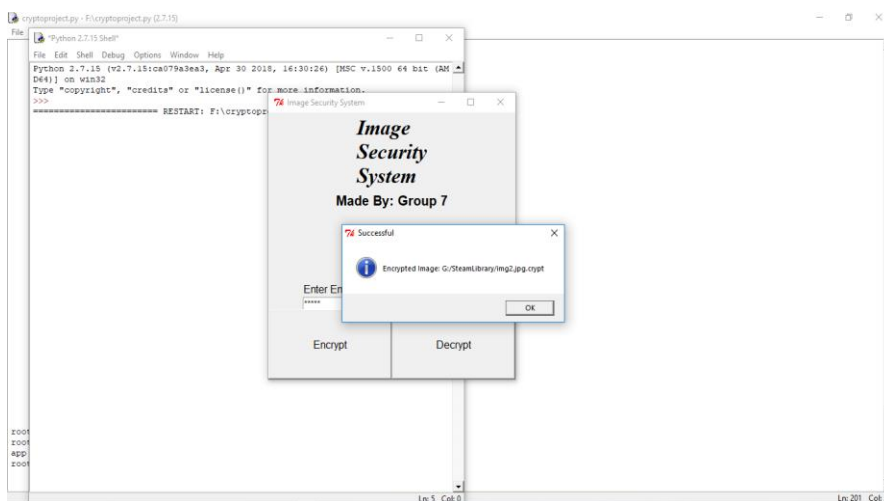 cryptoproject.py - F:\cryptoproject.py (2.7.15)
File
*Python 2.7.15 Shell*
File Edit Shell Debug Options Window Help
Python 2.7.15 (v2.7.15:ca079a3ea3, Apr 30 2018, 16:30:26) [MSC v.1500 64 bit (AM
D64)] on win32
Type "copyright", "credits" or "license()" for more information.
>>>
======================== RESTART: F:\cryptopr
Image Security System
Image
Security
System
Made By: Group 7
Successful
Encrypted Image: G:/SteamLibrary/img2.jpg.crypt
OK
Enter En
*****
Encrypt Decrypt
root
root
app
root
Ln: 5 Col: 0
Ln: 201 Col: